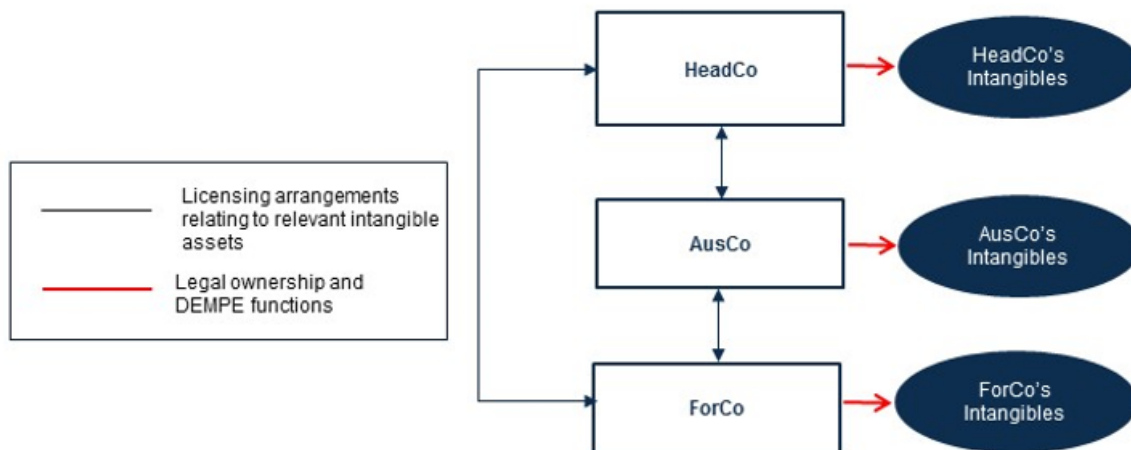 HeadCo
HeadCo's
Intangibles
Licensing arrangements
relating to relevant intangible
assets
Legal ownership and
DEMPE functions
AusCo
AusCo's
Intangibles
ForCo
ForCo's
Intangibles